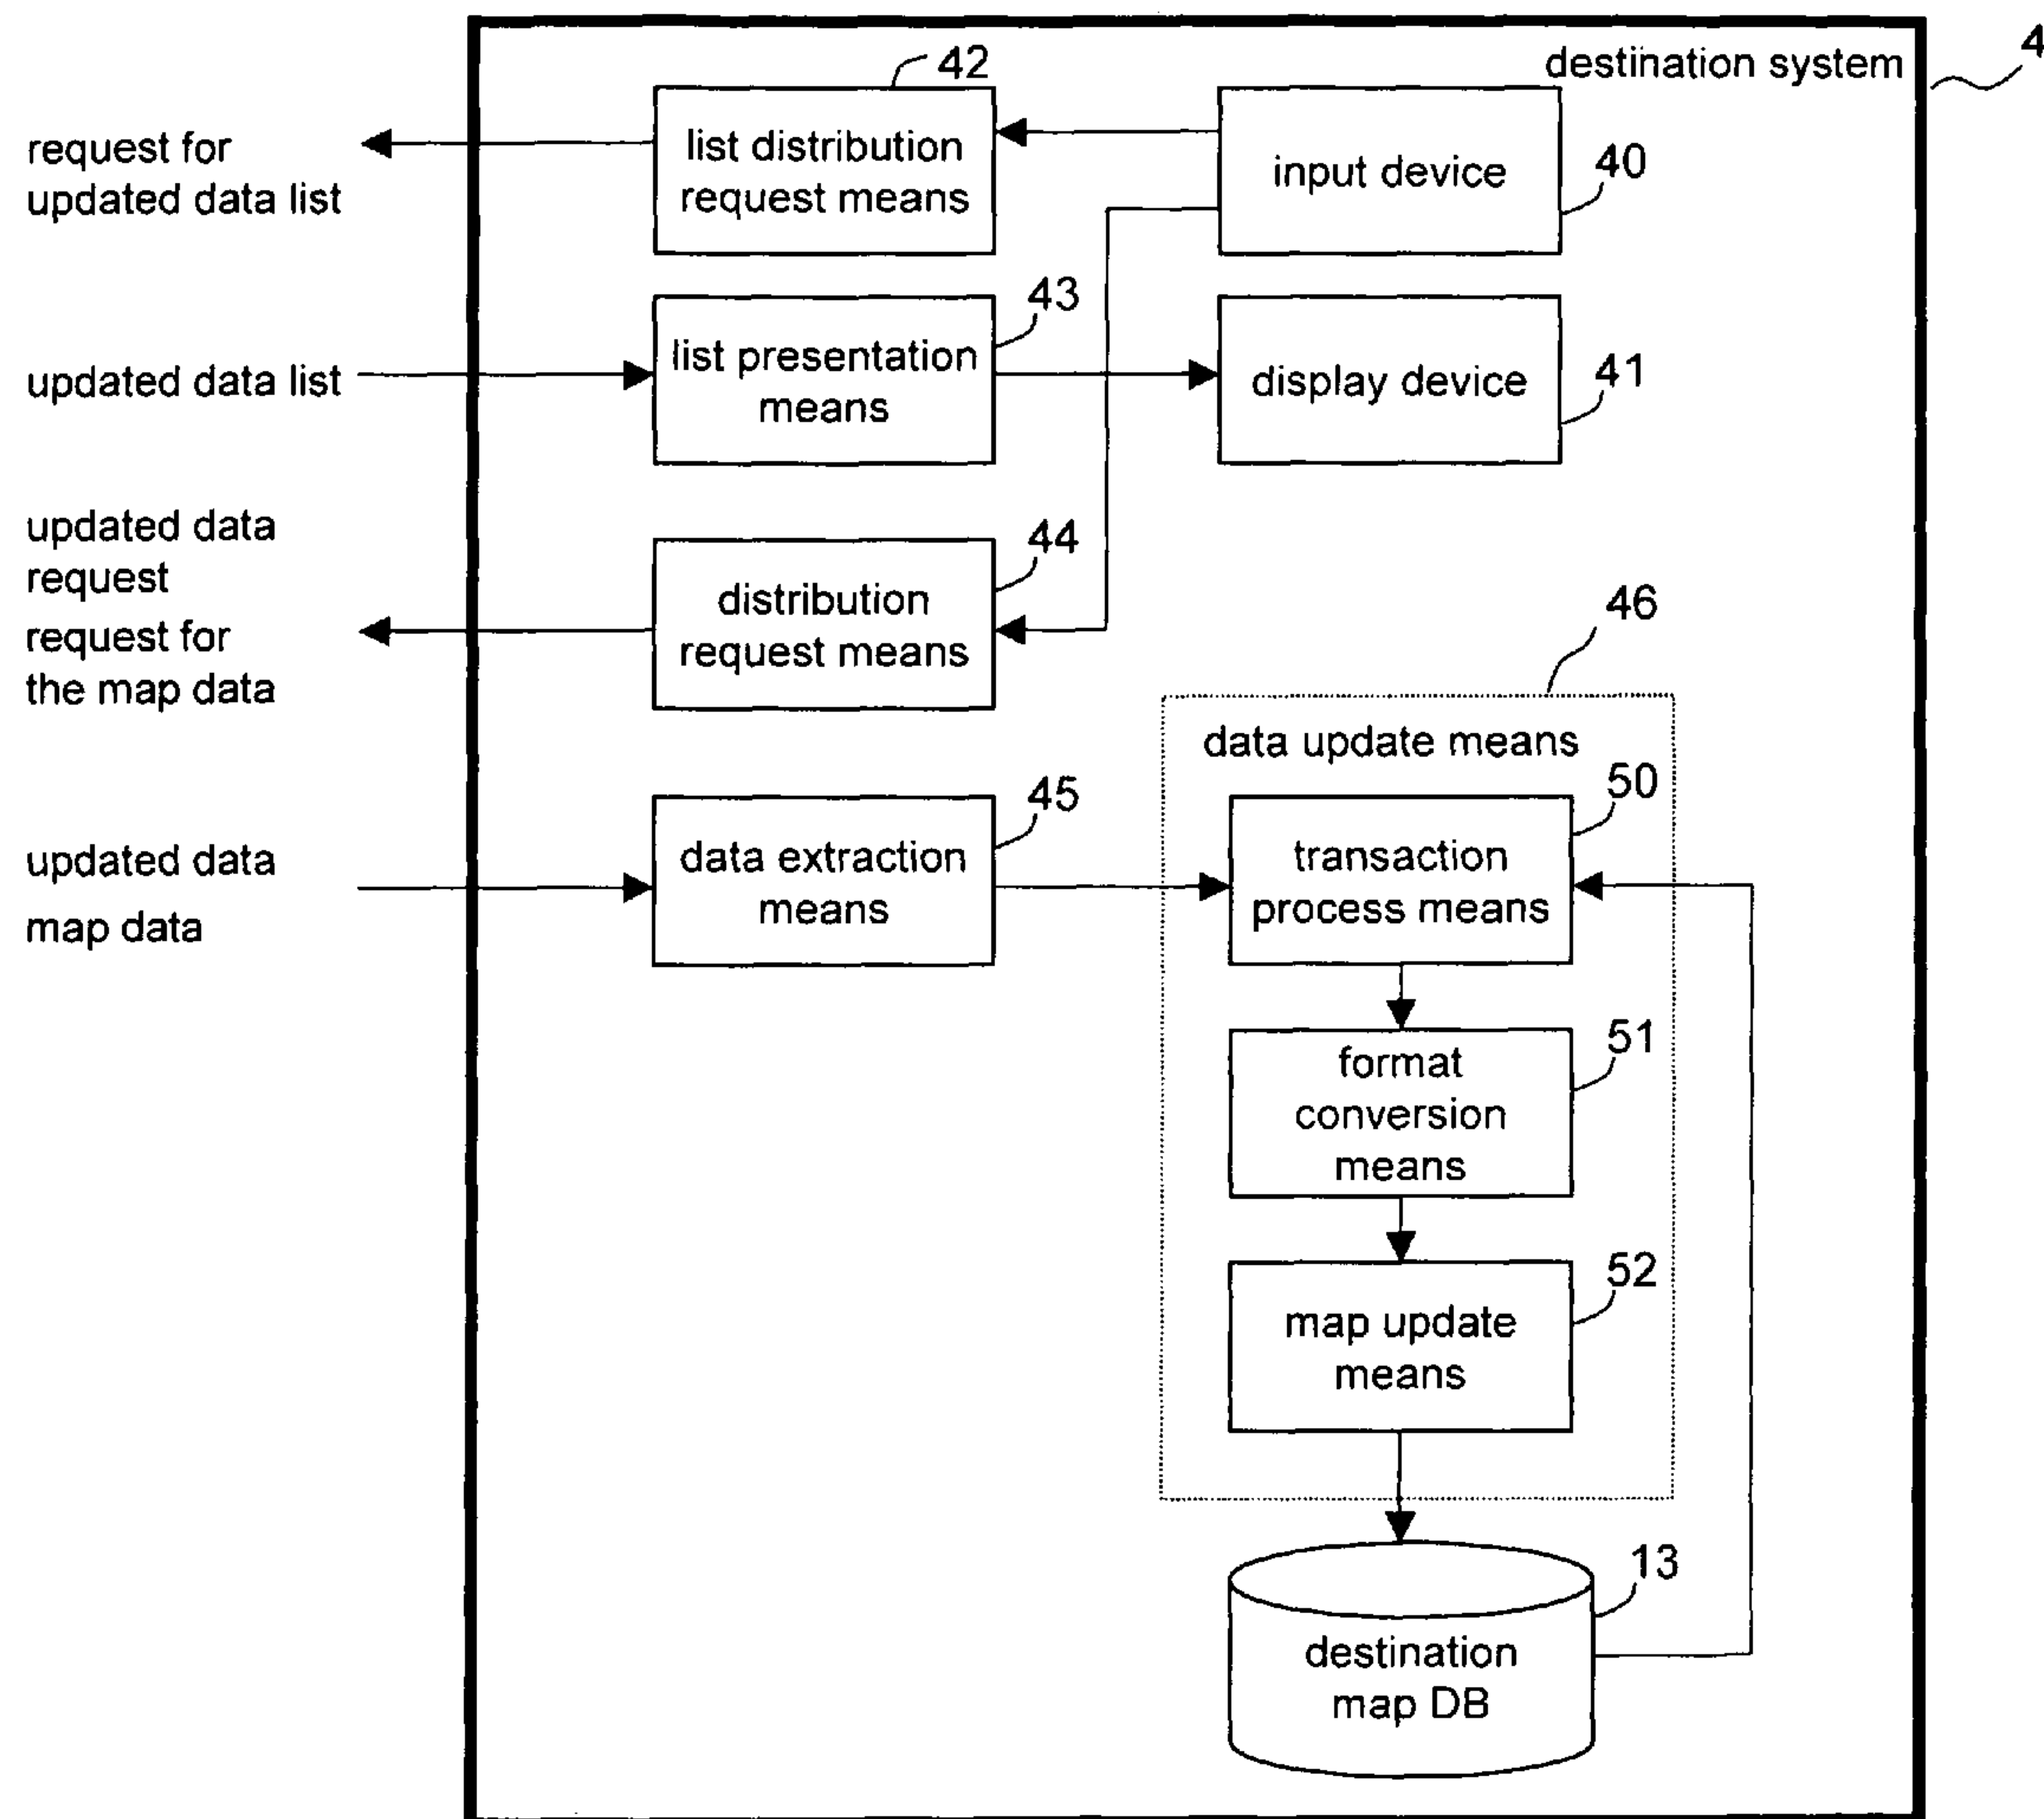 destination system
4
42
list distribution
request means
input device
40
request for
updated data list
43
list presentation
means
display device
41
updated data list
updated data
request
request for
the map data
44
distribution
request means
46
data update means
45
data extraction
means
updated data
map data
50
transaction
process means
51
format
conversion
means
52
map update
means
13
destination
map DB